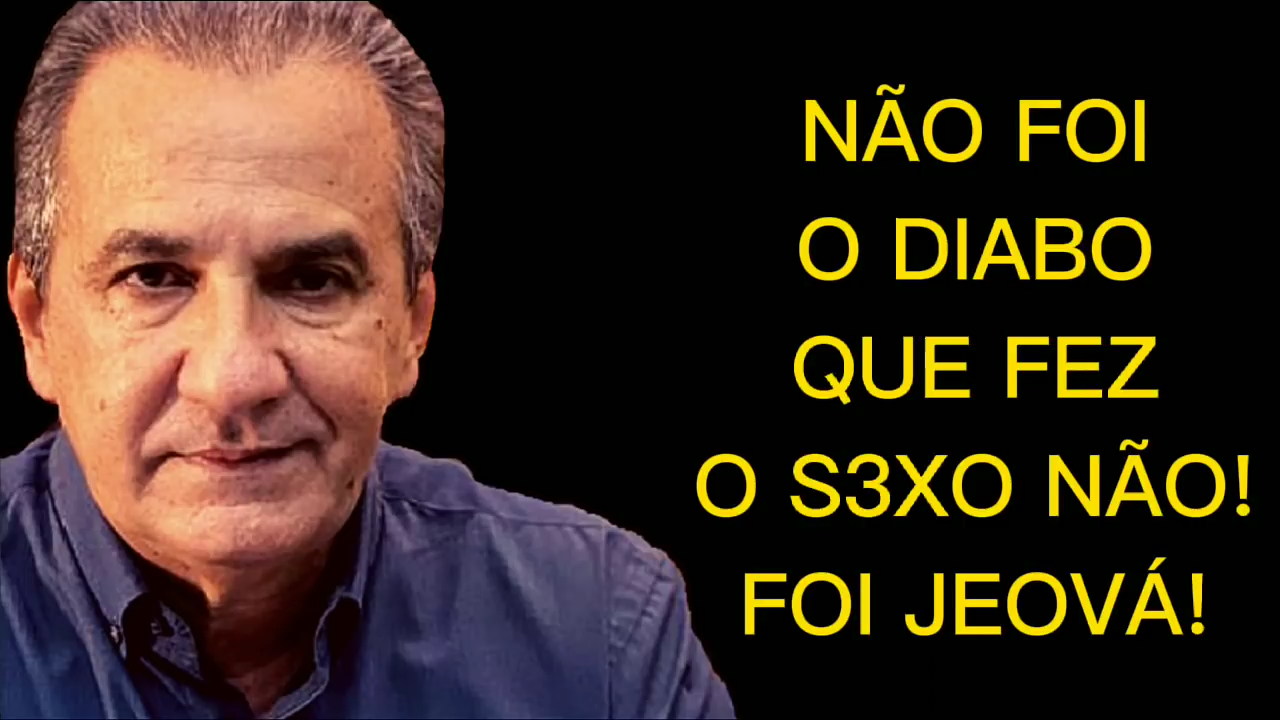 NÃO FOI
O DIABO
QUE FEZ
O S3XO NÃO!
FOI JEOVÁ!